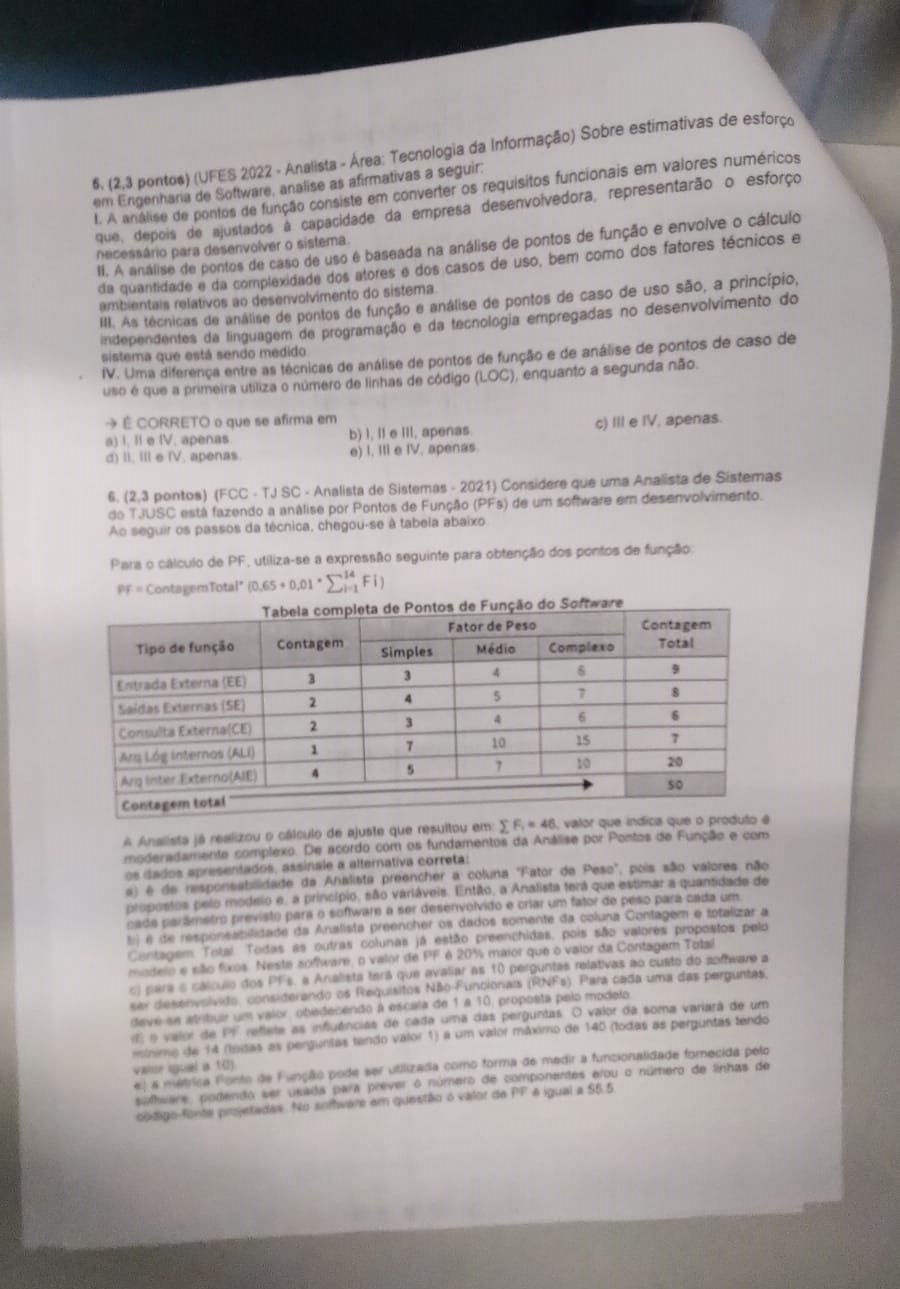 6. (2,3 pontos) (UFES 2022 - Analista - Área: Tecnologia da Informação) Sobre estimativas de esforço
em Engenharia de Software, analise as afirmativas a seguir:
I. A análise de pontos de função consiste em converter os requisitos funcionais em valores numéricos
que, depois de ajustados à capacidade da empresa desenvolvedora, representarão o esforço
necessário para desenvolver o sistema.
II. A análise de pontos de caso de uso é baseada na análise de pontos de função e envolve o cálculo
da quantidade e da complexidade dos atores e dos casos de uso, bem como dos fatores técnicos e
ambientais relativos ao desenvolvimento do sistema.
III. As técnicas de análise de pontos de função e análise de pontos de caso de uso são, a princípio,
independentes da linguagem de programação e da tecnologia empregadas no desenvolvimento do
sistema que está sendo medido.
IV. Uma diferença entre as técnicas de análise de pontos de função e de análise de pontos de caso de
uso é que a primeira utiliza o número de linhas de código (LOC), enquanto a segunda não.
→ É CORRETO o que se afirma em
a) I, II e IV, apenas. b) I, II e III, apenas. c) III e IV, apenas.
d) II, III e IV, apenas. e) I, III e IV, apenas.
6. (2,3 pontos) (FCC - TJ SC - Analista de Sistemas - 2021) Considere que uma Analista de Sistemas
do TJUSC está fazendo a análise por Pontos de Função (PFs) de um software em desenvolvimento.
Ao seguir os passos da técnica, chegou-se à tabela abaixo.
Para o cálculo de PF, utiliza-se a expressão seguinte para obtenção dos pontos de função:
PF = ContagemTotal* (0,65 + 0,01 * ∑¹⁴ᵢ₌₁ Fi)
Tabela completa de Pontos de Função do Software
Tipo de função Contagem Fator de Peso Contagem Total
Simples Médio Complexo
Entrada Externa (EE) 3 3 4 6 9
Saídas Externas (SE) 2 4 5 7 8
Consulta Externa(CE) 2 3 4 6 6
Arq Lóg Internos (ALI) 1 7 10 15 7
Arq Inter.Externo(AIE) 4 5 7 10 20
Contagem total 50
A Analista já realizou o cálculo de ajuste que resultou em: ∑ Fᵢ = 46, valor que indica que o produto é
moderadamente complexo. De acordo com os fundamentos da Análise por Pontos de Função e com
os dados apresentados, assinale a alternativa correta:
a) é de responsabilidade da Analista preencher a coluna "Fator de Peso", pois são valores não
propostos pelo modelo e, a princípio, são variáveis. Então, a Analista terá que estimar a quantidade de
cada parâmetro previsto para o software a ser desenvolvido e criar um fator de peso para cada um.
b) é de responsabilidade da Analista preencher os dados somente da coluna Contagem e totalizar a
Contagem Total. Todas as outras colunas já estão preenchidas, pois são valores propostos pelo
modelo e são fixos. Neste software, o valor de PF é 20% maior que o valor da Contagem Total.
c) para o cálculo dos PFs, a Analista terá que avaliar as 10 perguntas relativas ao custo do software a
ser desenvolvido, considerando os Requisitos Não-Funcionais (RNFs). Para cada uma das perguntas,
deve-se atribuir um valor, obedecendo à escala de 1 a 10, proposta pelo modelo.
d) o valor de PF reflete as influências de cada uma das perguntas. O valor da soma variará de um
mínimo de 14 (todas as perguntas tendo valor 1) a um valor máximo de 140 (todas as perguntas tendo
valor igual a 10).
e) a métrica Ponto de Função pode ser utilizada como forma de medir a funcionalidade fornecida pelo
software, podendo ser usada para prever o número de componentes e/ou o número de linhas de
código-fonte projetadas. No software em questão o valor de PF é igual a 55.5.